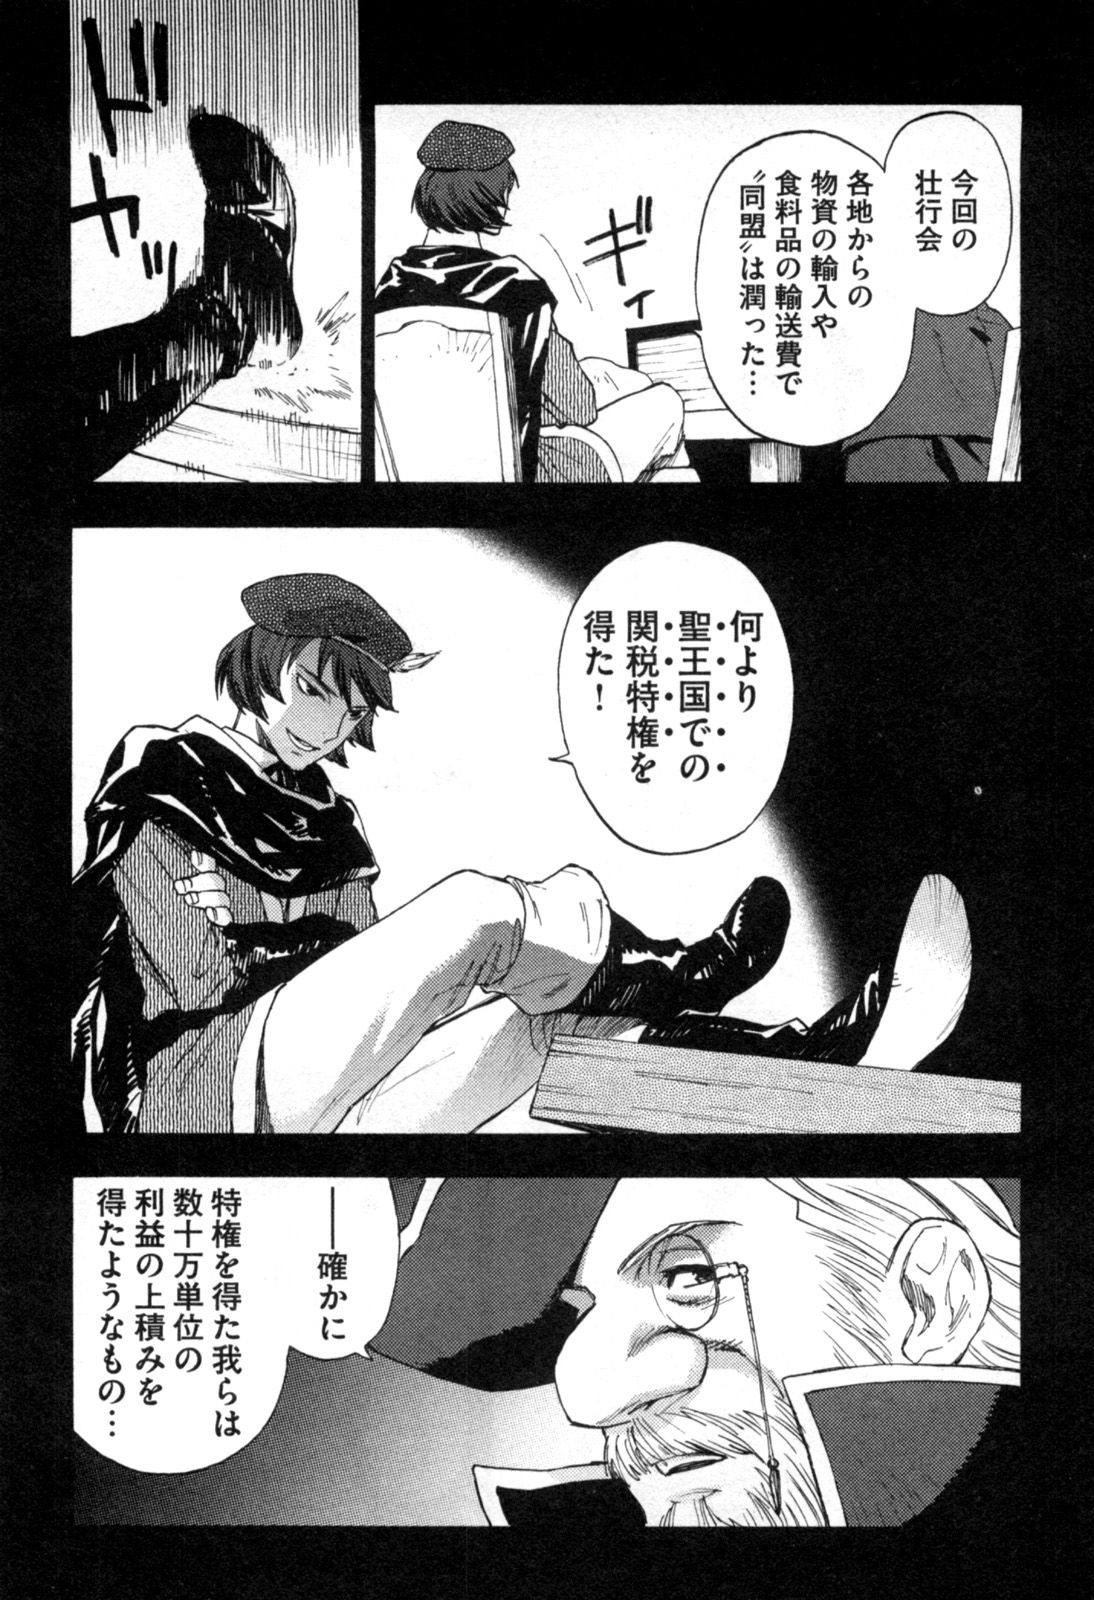 今回の
壮行会
各地からの
物資の輸入や
食料品の輸送費で
〝同盟〟は潤った…
ギィ
ドカッ
何より
聖王国での
関税特権を
得た！
――確かに
特権を得た我らは
数十万単位の
利益の上積みを
得たようなもの…